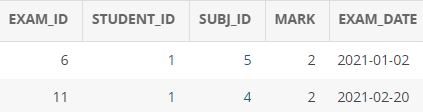 EXAM_ID STUDENT_ID SUBJ_ID MARK EXAM_DATE
6 1 5 2 2021-01-02
11 1 4 2 2021-02-20